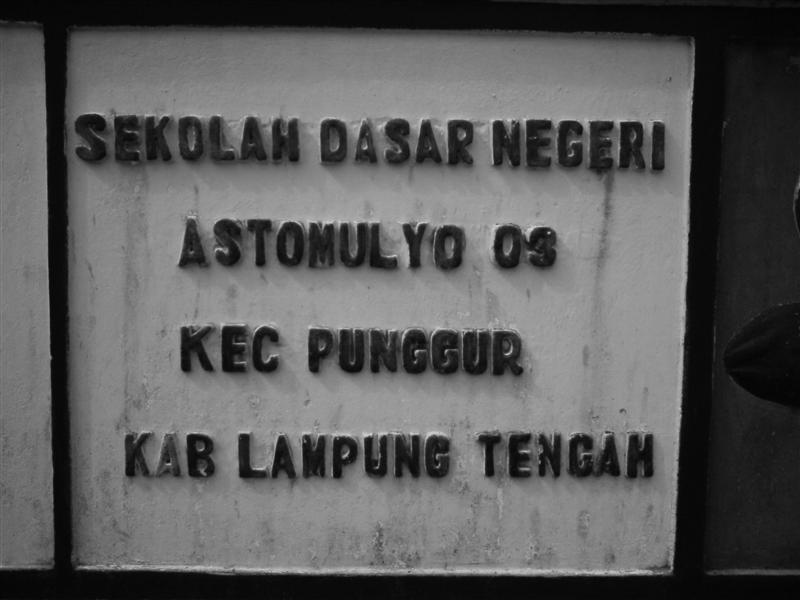 SEKOLAH DASAR NEGERI
ASTOMULYO 03
KEC PUNGGUR
KAB LAMPUNG TENGAH